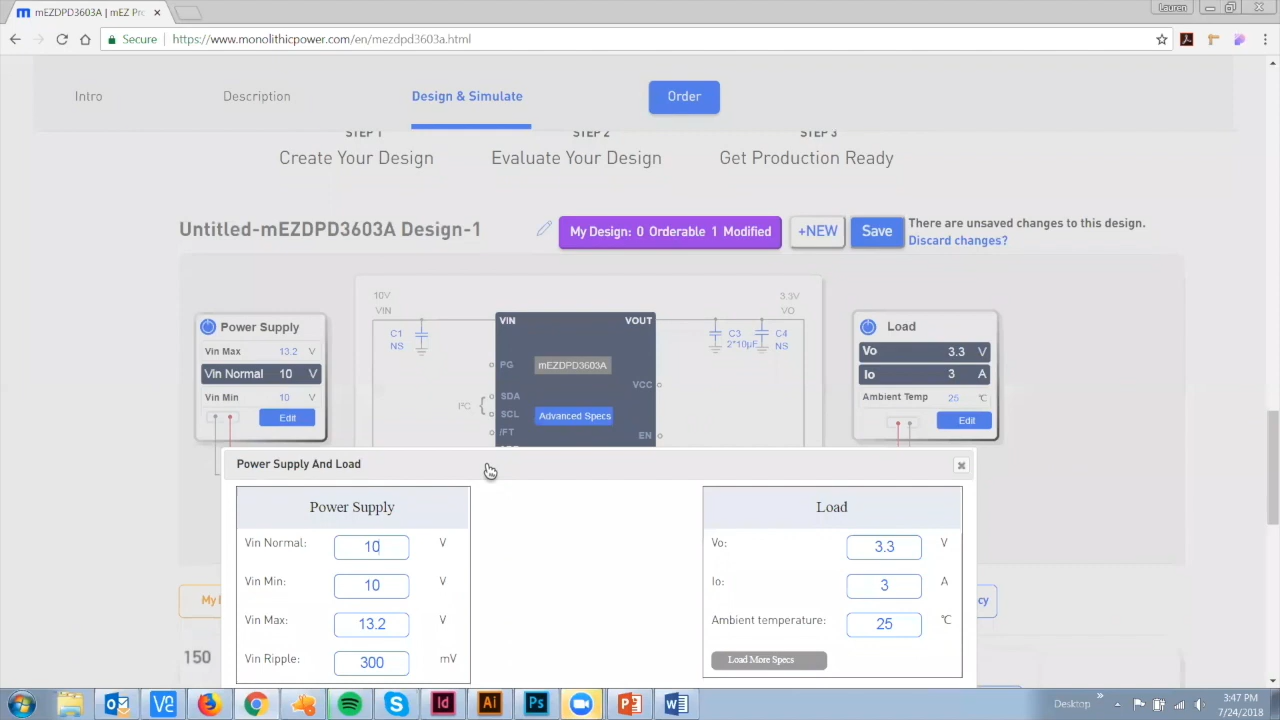 mEZDPD3603A | mEZ Pro
Lauren
Secure
https://www.monolithicpower.com/en/mezdpd3603a.html
Intro
Description
Design & Simulate
Order
STEP 1
STEP 2
STEP 3
Create Your Design
Evaluate Your Design
Get Production Ready
Untitled-mEZDPD3603A Design-1
My Design: 0 Orderable 1 Modified
+NEW
Save
There are unsaved changes to this design.
Discard changes?
10V
VIN
3.3V
VO
Power Supply
Vin Max 13.2 V
Vin Normal 10 V
Vin Min 10 V
Edit
C1
NS
VIN
VOUT
PG
mEZDPD3603A
VCC
I²C
SDA
SCL
Advanced Specs
/FT
EN
C3
2*10μF
C4
NS
Load
Vo 3.3 V
Io 3 A
Ambient Temp 25 ℃
Edit
Power Supply And Load
Power Supply
Vin Normal: 10 V
Vin Min: 10 V
Vin Max: 13.2 V
Vin Ripple: 300 mV
Load
Vo: 3.3 V
Io: 3 A
Ambient temperature: 25 ℃
Load More Specs
150
Desktop
3:47 PM
7/24/2018